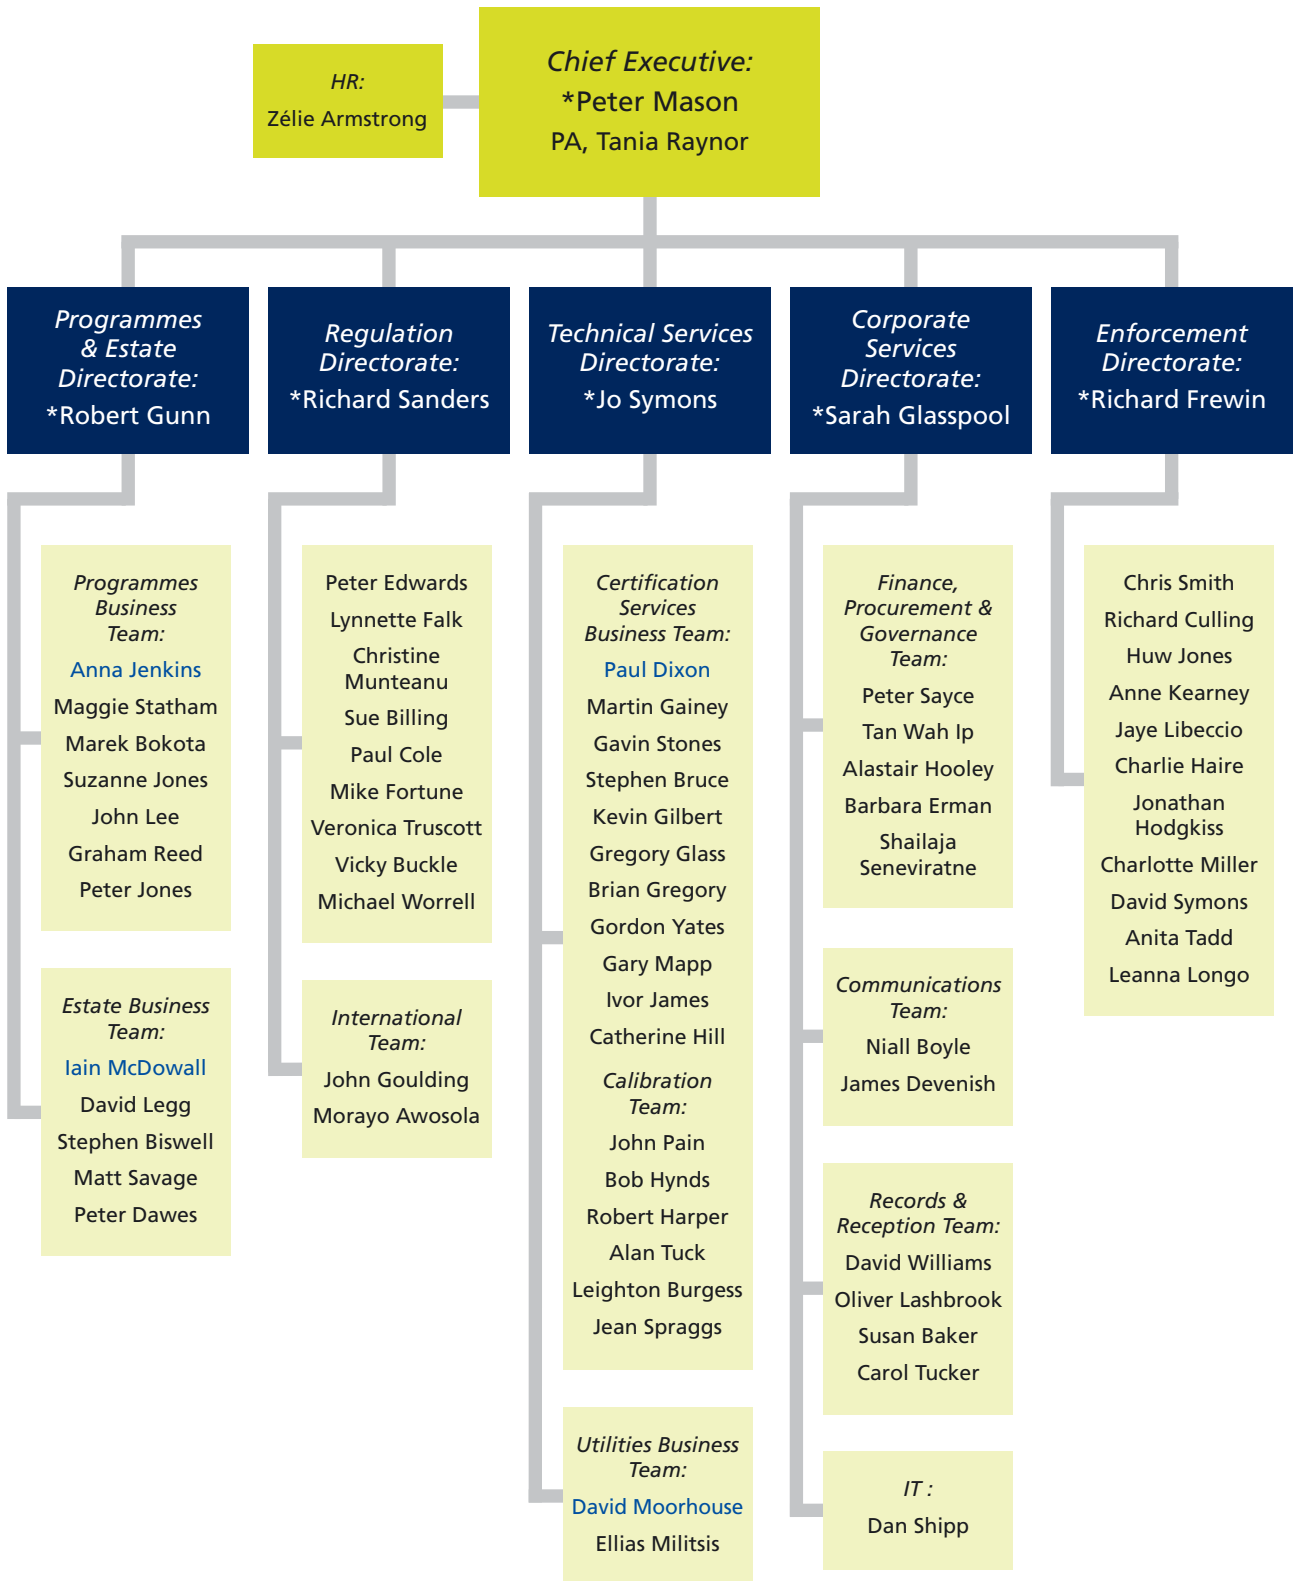 HR:
Zélie Armstrong
Chief Executive:
*Peter Mason
PA, Tania Raynor
Programmes
& Estate
Directorate:
*Robert Gunn
Regulation
Directorate:
*Richard Sanders
Technical Services
Directorate:
*Jo Symons
Corporate
Services
Directorate:
*Sarah Glasspool
Enforcement
Directorate:
*Richard Frewin
Programmes
Business
Team:
Anna Jenkins
Maggie Statham
Marek Bokota
Suzanne Jones
John Lee
Graham Reed
Peter Jones
Estate Business
Team:
Iain McDowall
David Legg
Stephen Biswell
Matt Savage
Peter Dawes
Peter Edwards
Lynnette Falk
Christine
Munteanu
Sue Billing
Paul Cole
Mike Fortune
Veronica Truscott
Vicky Buckle
Michael Worrell
International
Team:
John Goulding
Morayo Awosola
Certification
Services
Business Team:
Paul Dixon
Martin Gainey
Gavin Stones
Stephen Bruce
Kevin Gilbert
Gregory Glass
Brian Gregory
Gordon Yates
Gary Mapp
Ivor James
Catherine Hill
Calibration
Team:
John Pain
Bob Hynds
Robert Harper
Alan Tuck
Leighton Burgess
Jean Spraggs
Utilities Business
Team:
David Moorhouse
Ellias Militsis
Finance,
Procurement &
Governance
Team:
Peter Sayce
Tan Wah Ip
Alastair Hooley
Barbara Erman
Shailaja
Seneviratne
Communications
Team:
Niall Boyle
James Devenish
Records &
Reception Team:
David Williams
Oliver Lashbrook
Susan Baker
Carol Tucker
IT :
Dan Shipp
Chris Smith
Richard Culling
Huw Jones
Anne Kearney
Jaye Libeccio
Charlie Haire
Jonathan
Hodgkiss
Charlotte Miller
David Symons
Anita Tadd
Leanna Longo